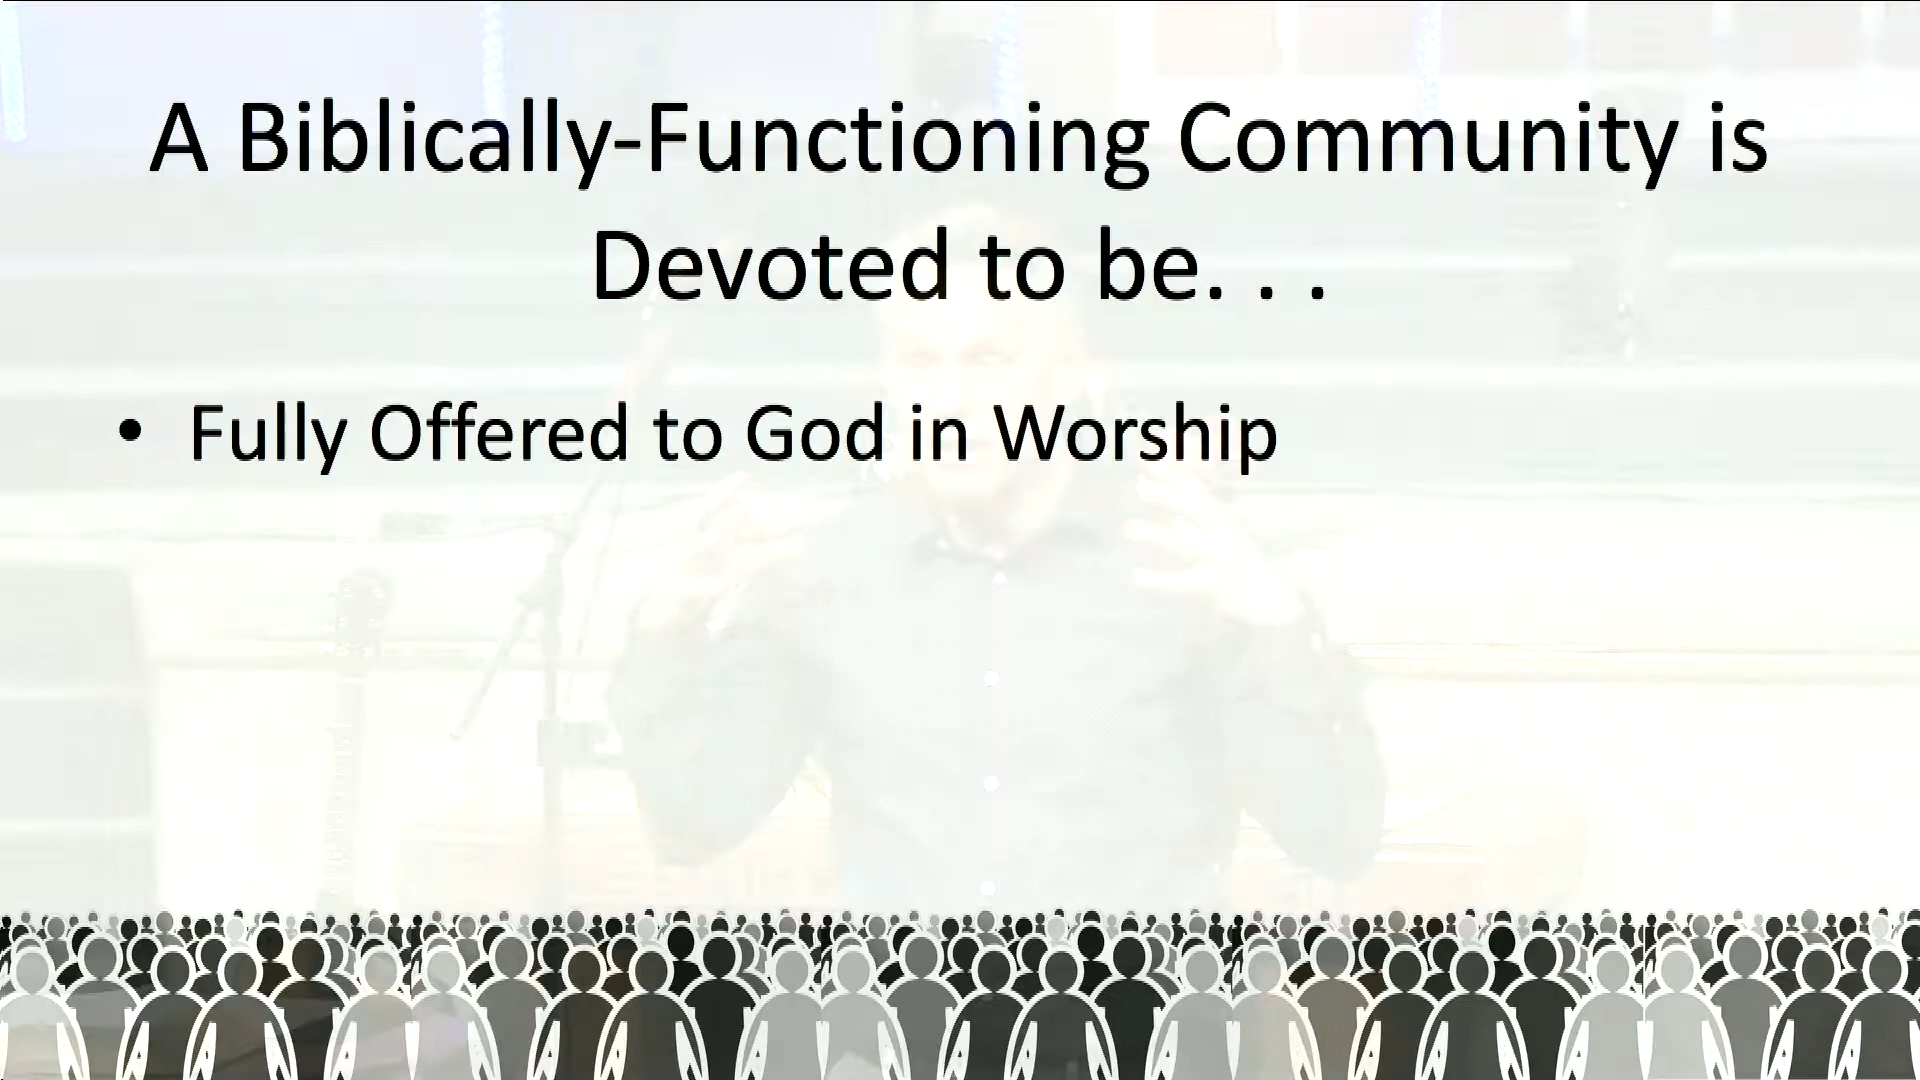 A Biblically-Functioning Community is
Devoted to be. . .
• Fully Offered to God in Worship